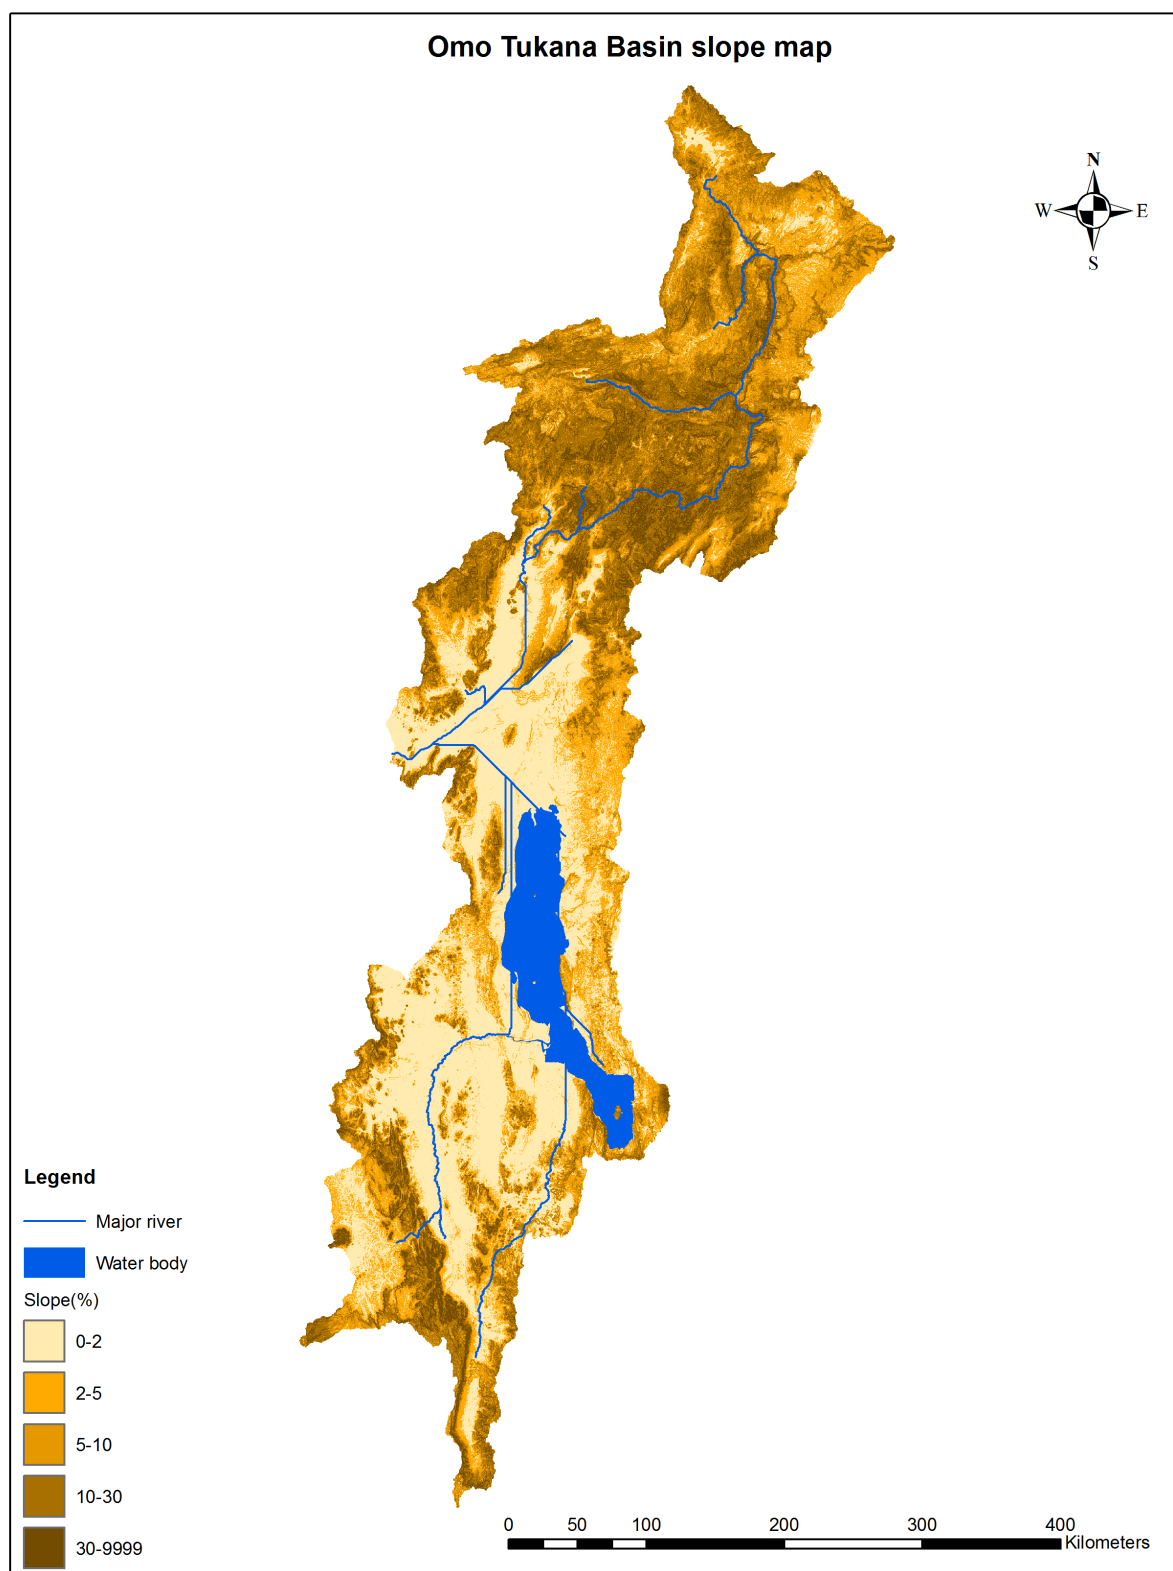 Omo Tukana Basin slope map
N
W E
S
Legend
Major river
Water body
Slope(%)
0-2
2-5
5-10
10-30
30-9999
0 50 100 200 300 400
Kilometers